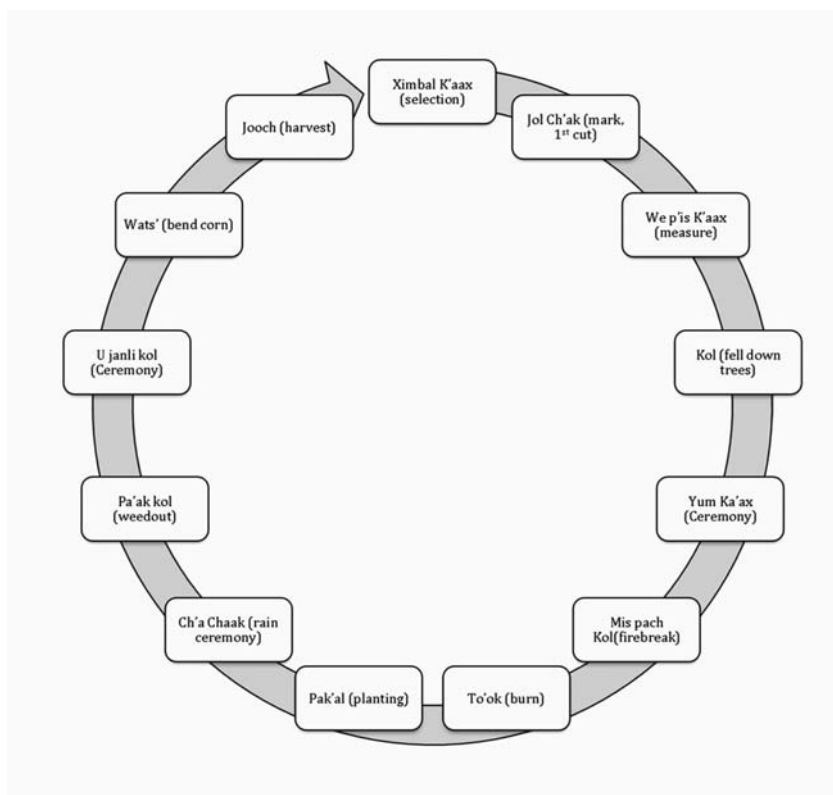 Ximbal K'aax
(selection)
Jol Ch'ak (mark,
1st cut)
We p'is K'aax
(measure)
Kol (fell down
trees)
Yum Ka'ax
(Ceremony)
Mis pach
Kol(firebreak)
To'ok (burn)
Pak'al (planting)
Ch'a Chaak (rain
ceremony)
Pa'ak kol
(weedout)
U janli kol
(Ceremony)
Wats' (bend corn)
Jooch (harvest)